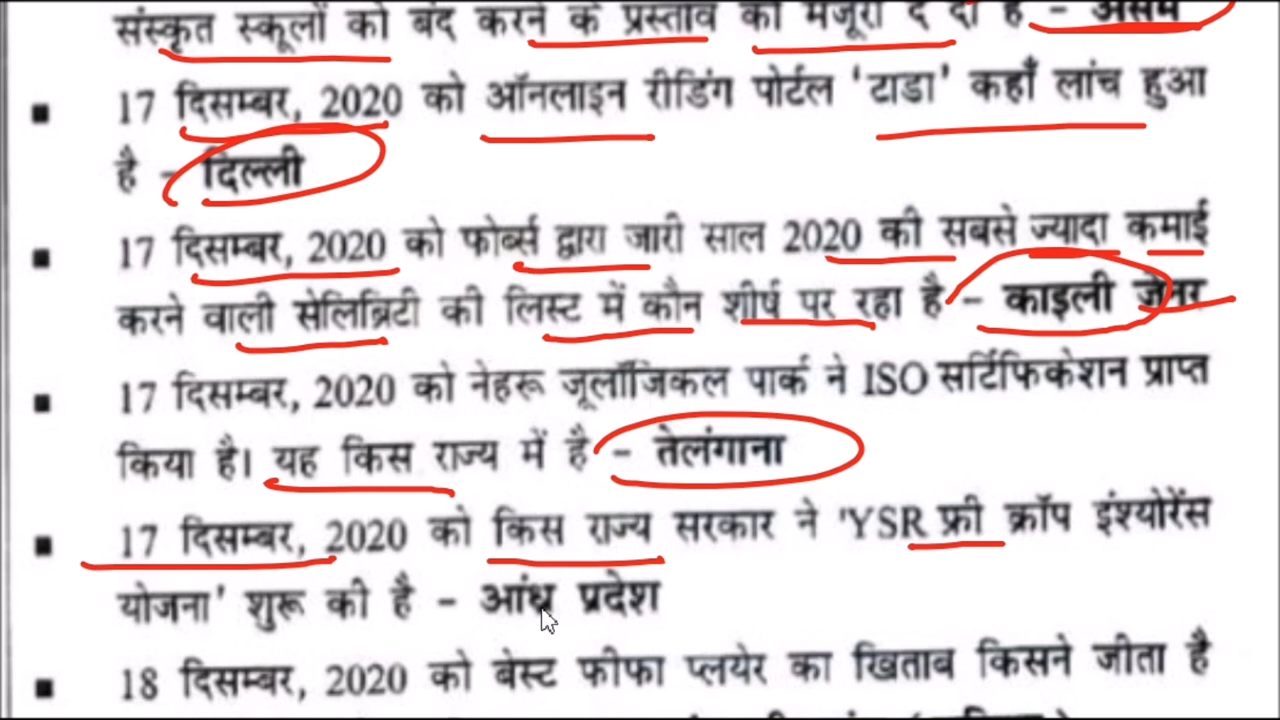 संस्कृत स्कूलों को बंद करने के प्रस्ताव को मंजूरी दे दी है - असम
■ 17 दिसम्बर, 2020 को ऑनलाइन रीडिंग पोर्टल 'टाडा' कहाँ लांच हुआ
है - दिल्ली
■ 17 दिसम्बर, 2020 को फोर्ब्स द्वारा जारी साल 2020 की सबसे ज्यादा कमाई
करने वाली सेलिब्रिटी की लिस्ट में कौन शीर्ष पर रहा है - काइली जेनर
■ 17 दिसम्बर, 2020 को नेहरू जूलॉजिकल पार्क ने ISO सर्टिफिकेशन प्राप्त
किया है। यह किस राज्य में है - तेलंगाना
■ 17 दिसम्बर, 2020 को किस राज्य सरकार ने 'YSR फ्री क्रॉप इंश्योरेंस
योजना' शुरू की है - आंध्र प्रदेश
■ 18 दिसम्बर, 2020 को बेस्ट फीफा प्लयेर का खिताब किसने जीता है